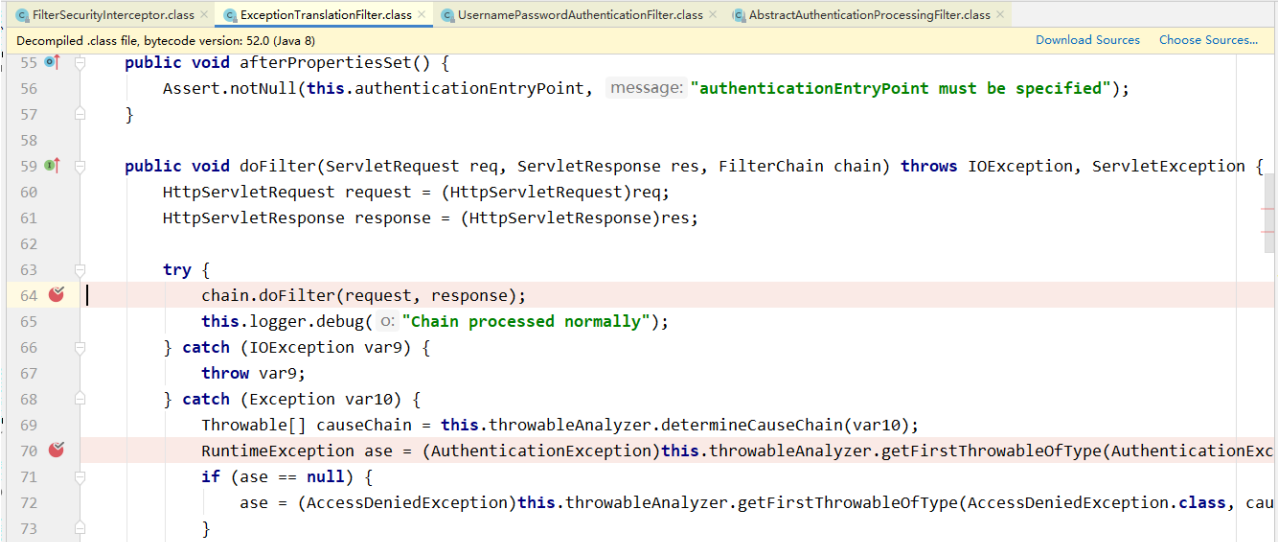 FilterSecurityInterceptor.class × ExceptionTranslationFilter.class × UsernamePasswordAuthenticationFilter.class × AbstractAuthenticationProcessingFilter.class ×
Decompiled .class file, bytecode version: 52.0 (Java 8) Download Sources Choose Sources...
55 public void afterPropertiesSet() {
56 Assert.notNull(this.authenticationEntryPoint, message: "authenticationEntryPoint must be specified");
57 }
58
59 public void doFilter(ServletRequest req, ServletResponse res, FilterChain chain) throws IOException, ServletException {
60 HttpServletRequest request = (HttpServletRequest)req;
61 HttpServletResponse response = (HttpServletResponse)res;
62
63 try {
64 chain.doFilter(request, response);
65 this.logger.debug( o: "Chain processed normally");
66 } catch (IOException var9) {
67 throw var9;
68 } catch (Exception var10) {
69 Throwable[] causeChain = this.throwableAnalyzer.determineCauseChain(var10);
70 RuntimeException ase = (AuthenticationException)this.throwableAnalyzer.getFirstThrowableOfType(AuthenticationExc
71 if (ase == null) {
72 ase = (AccessDeniedException)this.throwableAnalyzer.getFirstThrowableOfType(AccessDeniedException.class, cau
73 }